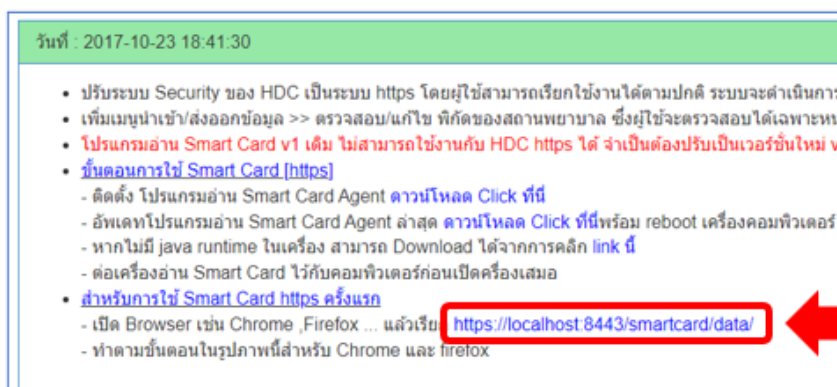 วันที่ : 2017-10-23 18:41:30
• ปรับระบบ Security ของ HDC เป็นระบบ https โดยผู้ใช้สามารถเรียกใช้งานได้ตามปกติ ระบบจะดำเนินการ
• เพิ่มเมนูนำเข้า/ส่งออกข้อมูล >> ตรวจสอบ/แก้ไข พิกัดของสถานพยาบาล ซึ่งผู้ใช้จะตรวจสอบได้เฉพาะ
• โปรแกรมอ่าน Smart Card v1 เดิม ไม่สามารถใช้งานกับ HDC https ได้ จำเป็นต้องปรับเป็นเวอร์ชั่นใหม่ v
• ขั้นตอนการใช้ Smart Card [https]
- ติดตั้ง โปรแกรมอ่าน Smart Card Agent ดาวน์โหลด Click ที่นี่
- อัพเดทโปรแกรมอ่าน Smart Card Agent ล่าสุด ดาวน์โหลด Click ที่นี่พร้อม reboot เครื่องคอมพิวเตอร์
- หากไม่มี java runtime ในเครื่อง สามารถ Download ได้จากการคลิก link นี้
- ต่อเครื่องอ่าน Smart Card ไว้กับคอมพิวเตอร์ก่อนเปิดเครื่องเสมอ
• สำหรับการใช้ Smart Card https ครั้งแรก
- เปิด Browser เช่น Chrome ,Firefox ... แล้วเรีย https://localhost:8443/smartcard/data/
- ทำตามขั้นตอนในรูปภาพนี้สำหรับ Chrome และ firefox